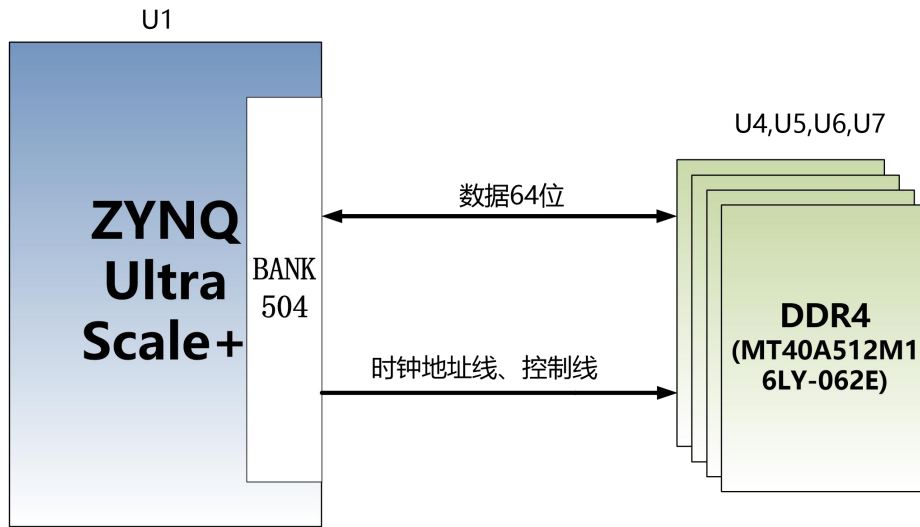 U1
ZYNQ
Ultra
Scale+
BANK
504
数据64位
时钟地址线、控制线
U4,U5,U6,U7
DDR4
(MT40A512M1
6LY-062E)